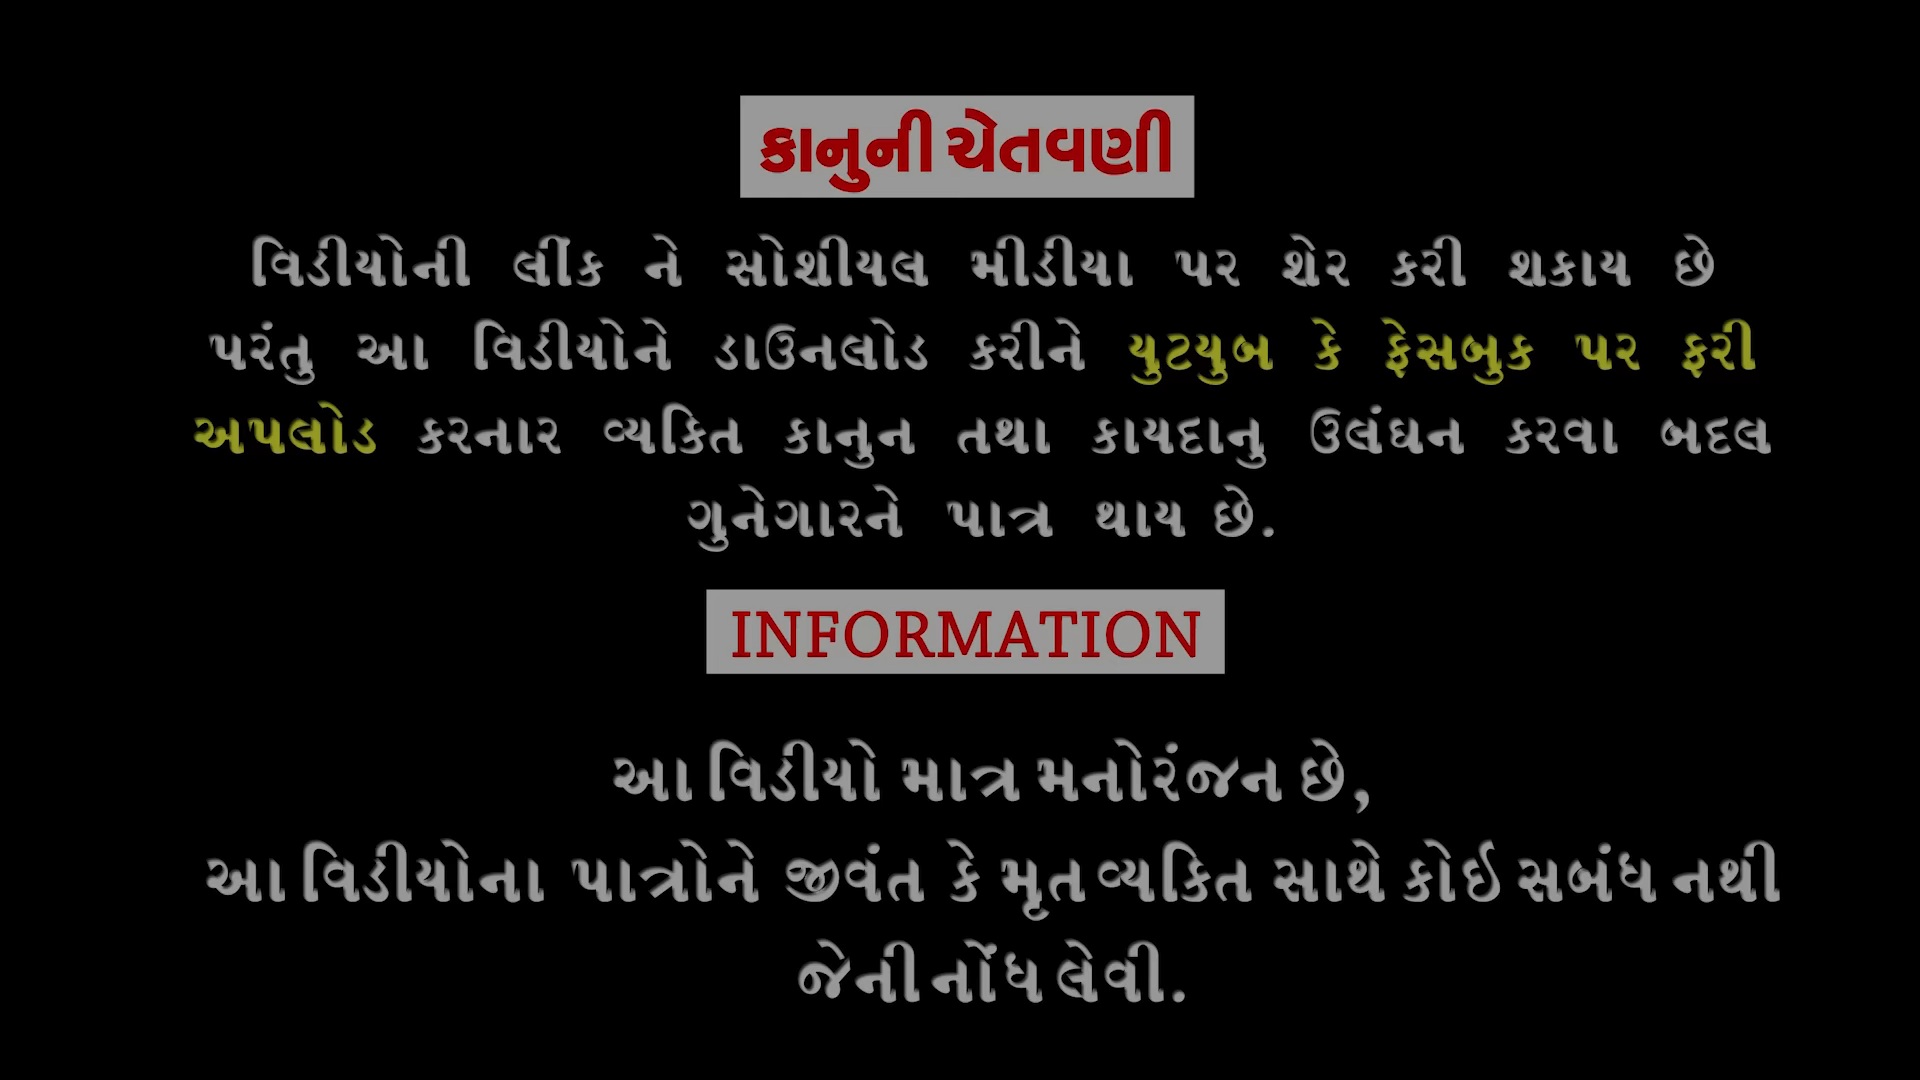 કાનુની ચેતવણી
વિડીયોની લીંક ને સોશીયલ મીડીયા પર શેર કરી શકાય છે
પરંતુ આ વિડીયોને ડાઉનલોડ કરીને યુટયુબ કે ફેસબુક પર ફરી
અપલોડ કરનાર વ્યકિત કાનુન તથા કાયદાનુ ઉલંઘન કરવા બદલ
ગુનેગારને પાત્ર થાય છે.
INFORMATION
આ વિડીયો માત્ર મનોરંજન છે,
આ વિડીયોના પાત્રોને જીવંત કે મૃત વ્યકિત સાથે કોઈ સબંધ નથી
જેની નોંધ લેવી.